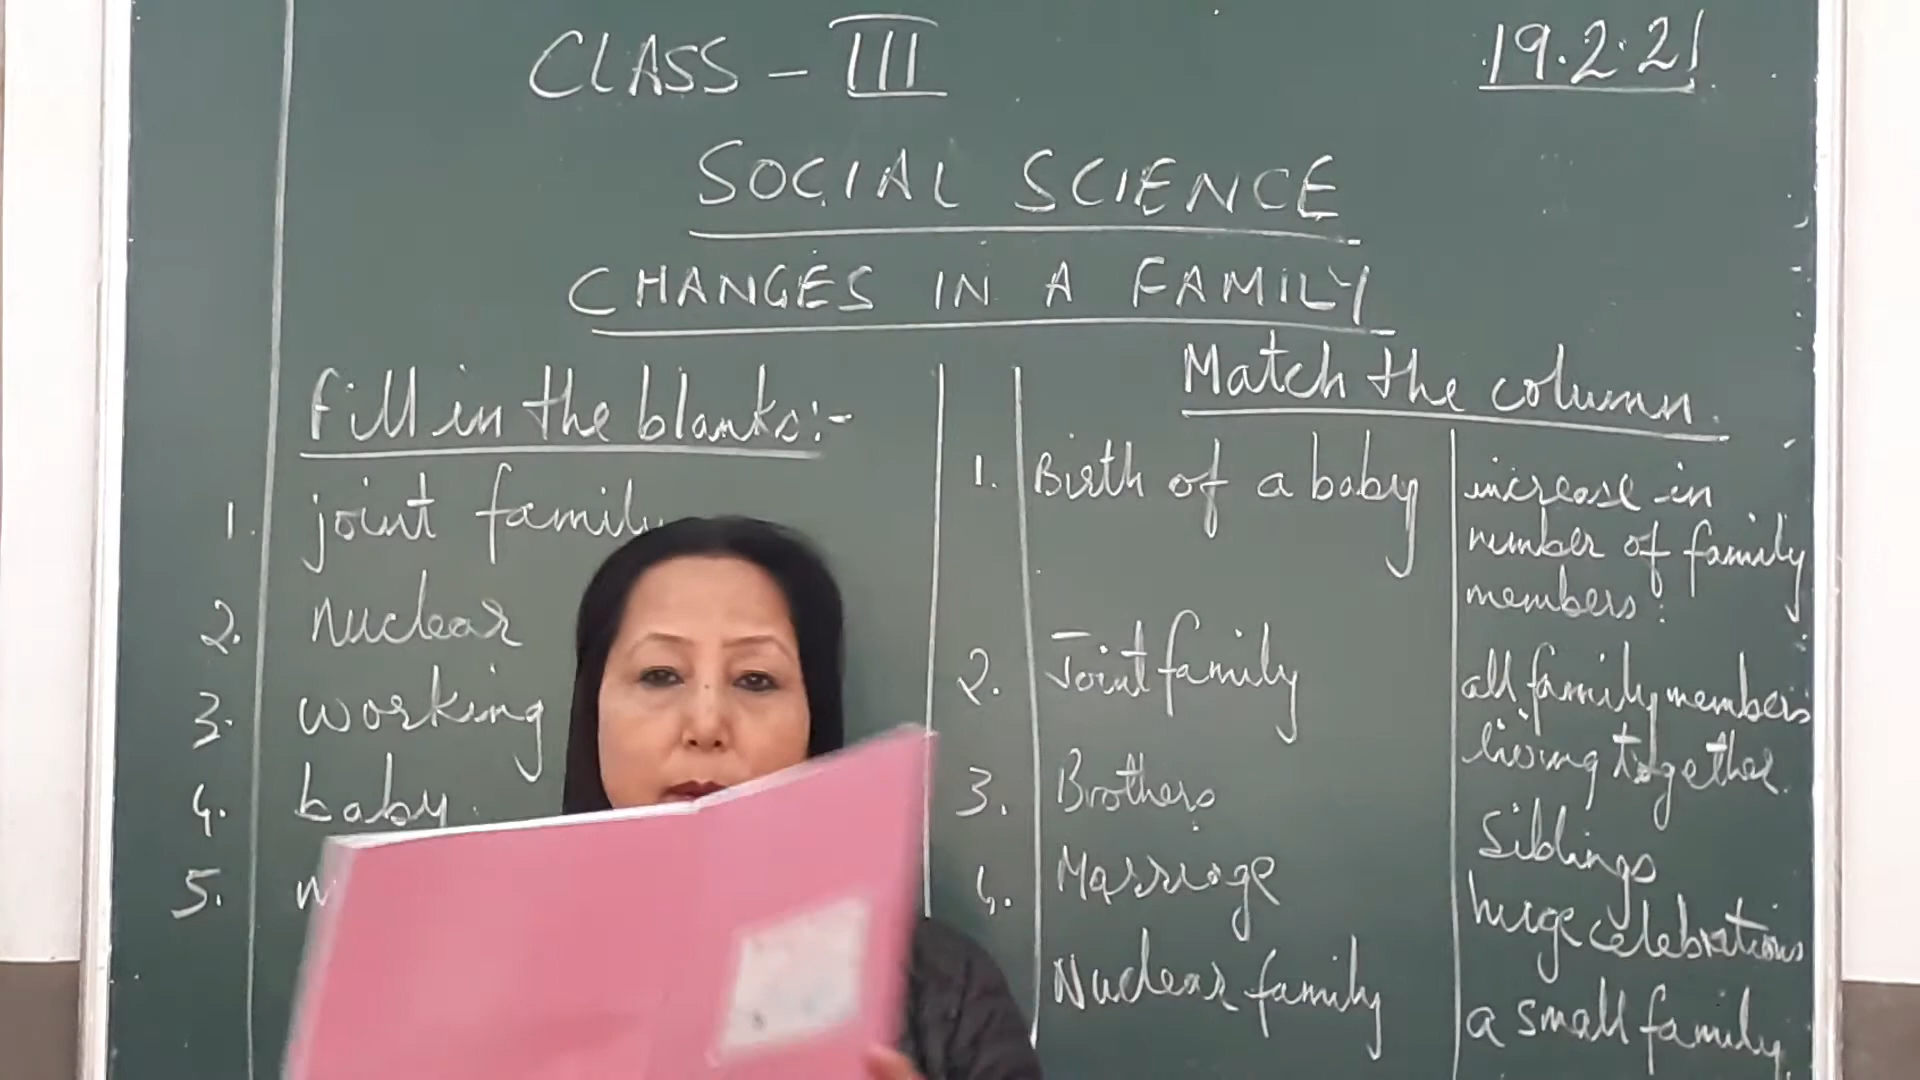 CLASS - III
19.2.21
SOCIAL SCIENCE
CHANGES IN A FAMILY
Fill in the blanks:-
1. joint family
2. Nuclear
3. working
4. baby.
5.
Match the column.
1. Birth of a baby
increase in
number of family
members.
2. Joint family
all family members
living together.
3. Brothers
Siblings
4. Marriage
huge celebrations
Nuclear family
a small family